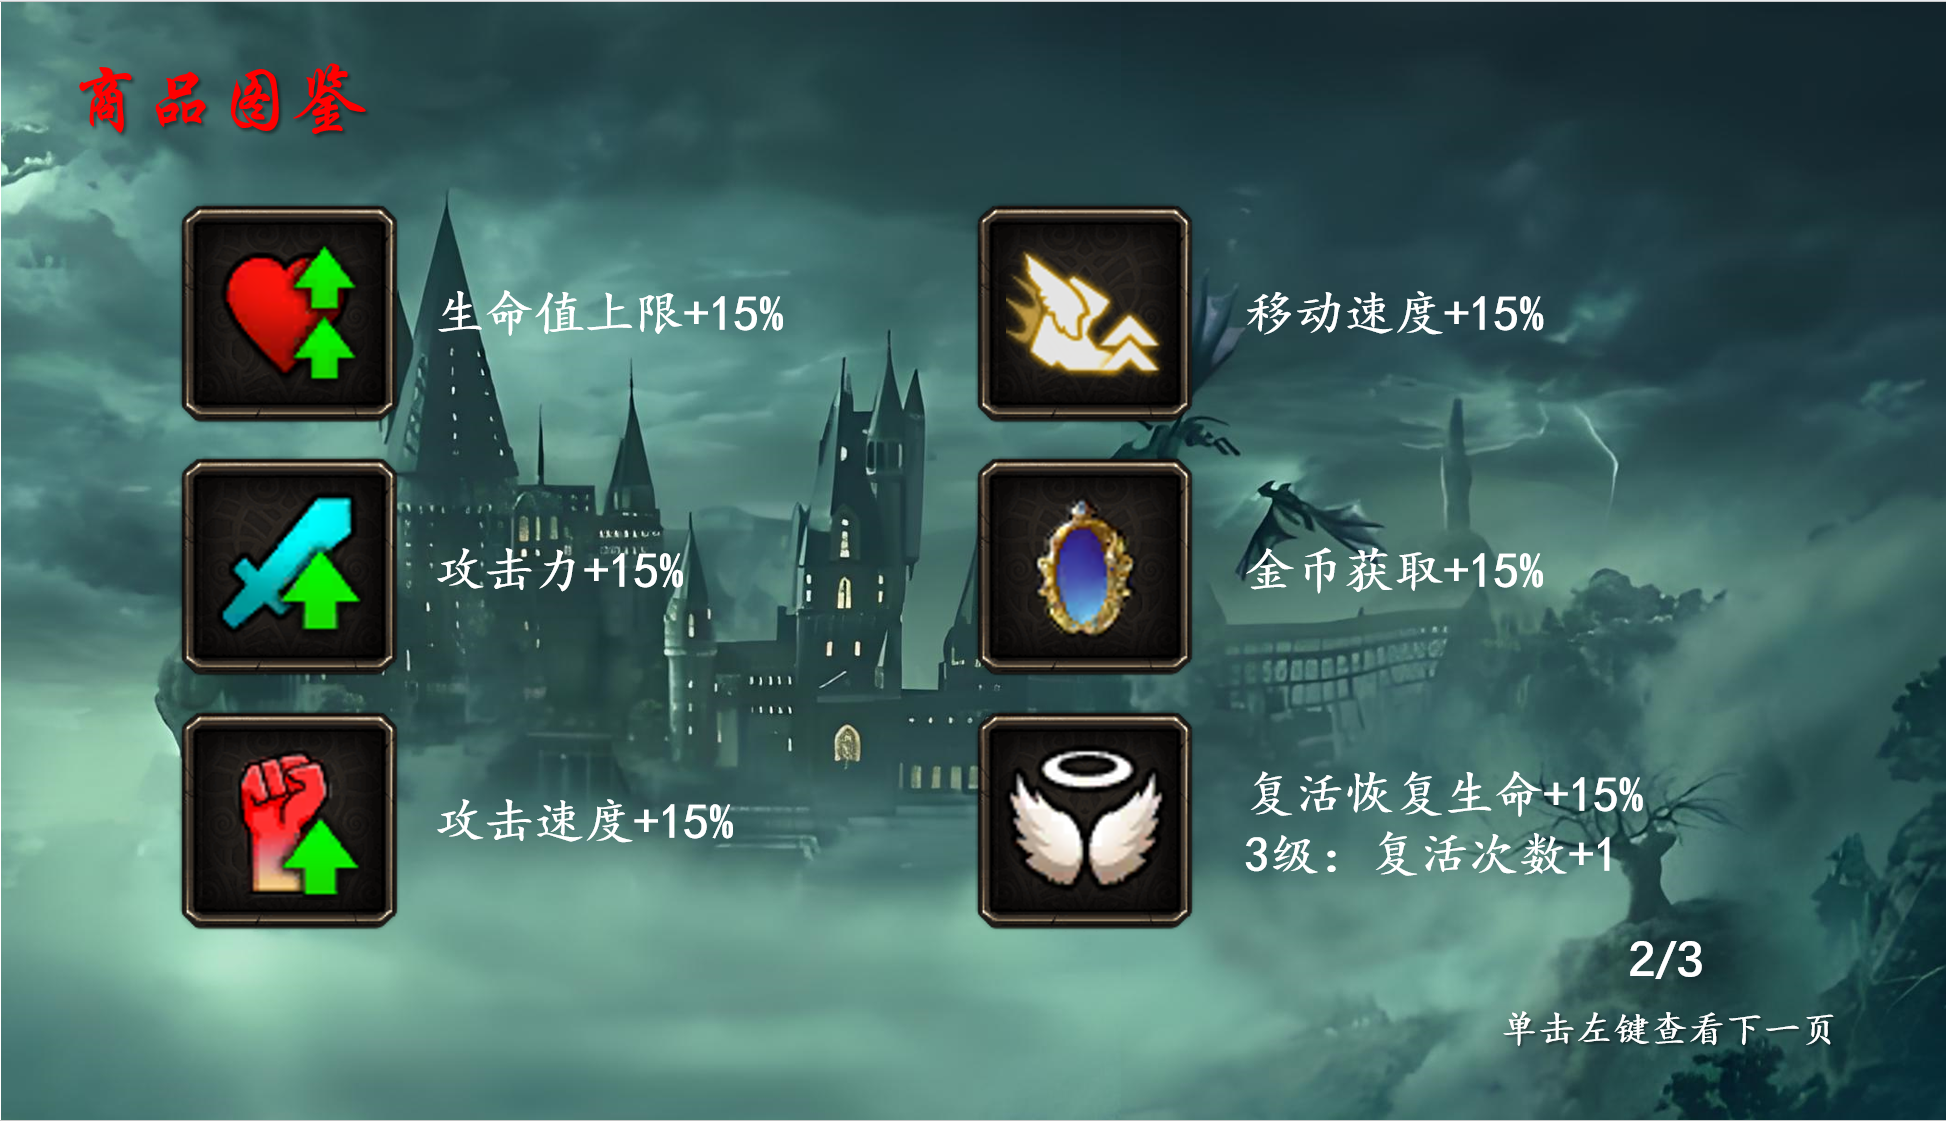 商品图鉴
生命值上限+15%
移动速度+15%
攻击力+15%
金币获取+15%
攻击速度+15%
复活恢复生命+15%
3级：复活次数+1
2/3
单击左键查看下一页